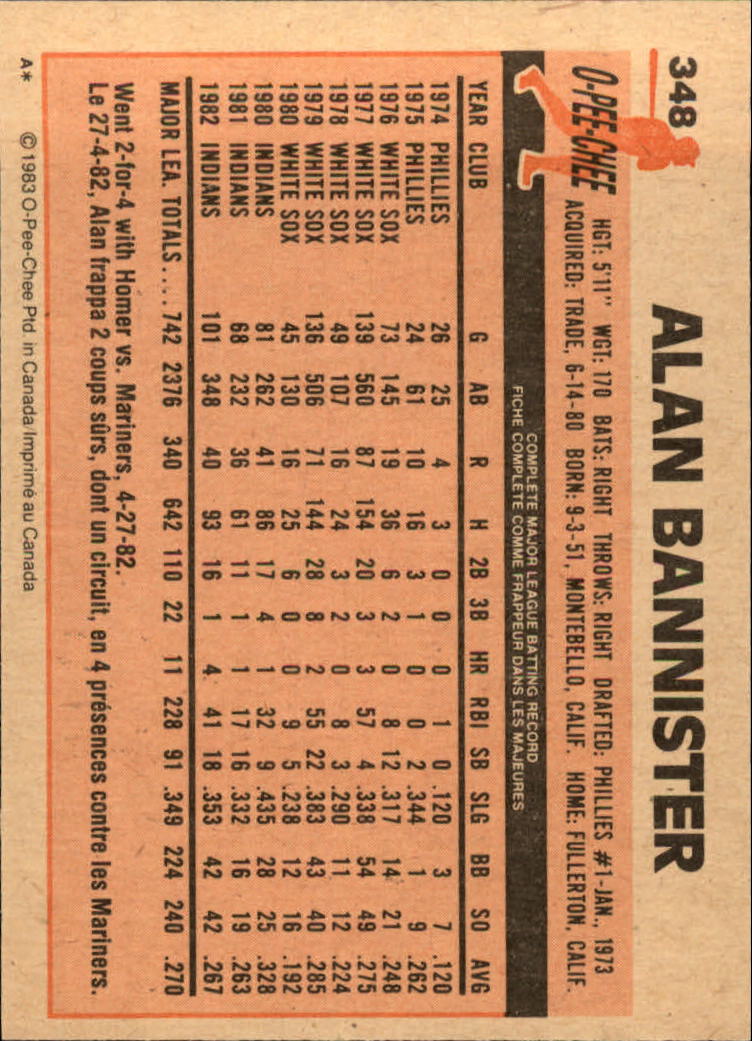 348 ALAN BANNISTER
O-PEE-CHEE
HGT: 5'11" WGT: 170 BATS: RIGHT THROWS: RIGHT DRAFTED: PHILLIES #1-JAN., 1973
ACQUIRED: TRADE, 6-14-80 BORN: 9-3-51, MONTEBELLO, CALIF. HOME: FULLERTON, CALIF.
COMPLETE MAJOR LEAGUE BATTING RECORD
FICHE COMPLÈTE COMME FRAPPEUR DANS LES MAJEURES
YEAR CLUB G AB R H 2B 3B HR RBI SB SLG BB SO AVG
1974 PHILLIES 26 25 4 3 0 0 0 1 0 .120 3 7 .120
1975 PHILLIES 24 61 10 16 3 1 0 0 2 .344 1 9 .262
1976 WHITE SOX 73 145 19 36 6 2 0 8 12 .317 14 21 .248
1977 WHITE SOX 139 560 87 154 20 3 3 57 4 .338 54 49 .275
1978 WHITE SOX 49 107 16 24 3 2 0 8 3 .290 11 12 .224
1979 WHITE SOX 136 506 71 144 28 8 2 55 22 .383 43 40 .285
1980 WHITE SOX 45 130 16 25 6 0 0 9 5 .238 12 16 .192
1980 INDIANS 81 262 41 86 17 4 1 32 9 .435 28 25 .328
1981 INDIANS 68 232 36 61 11 1 1 17 16 .332 16 19 .263
1982 INDIANS 101 348 40 93 16 1 4 41 18 .353 42 42 .267
MAJOR LEA. TOTALS.... 742 2376 340 642 110 22 11 228 91 .349 224 240 .270
Went 2-for-4 with Homer vs. Mariners, 4-27-82.
Le 27-4-82, Alan frappa 2 coups sûrs, dont un circuit, en 4 présences contre les Mariners.
A* © 1983 O-Pee-Chee Ptd. in Canada/Imprimé au Canada